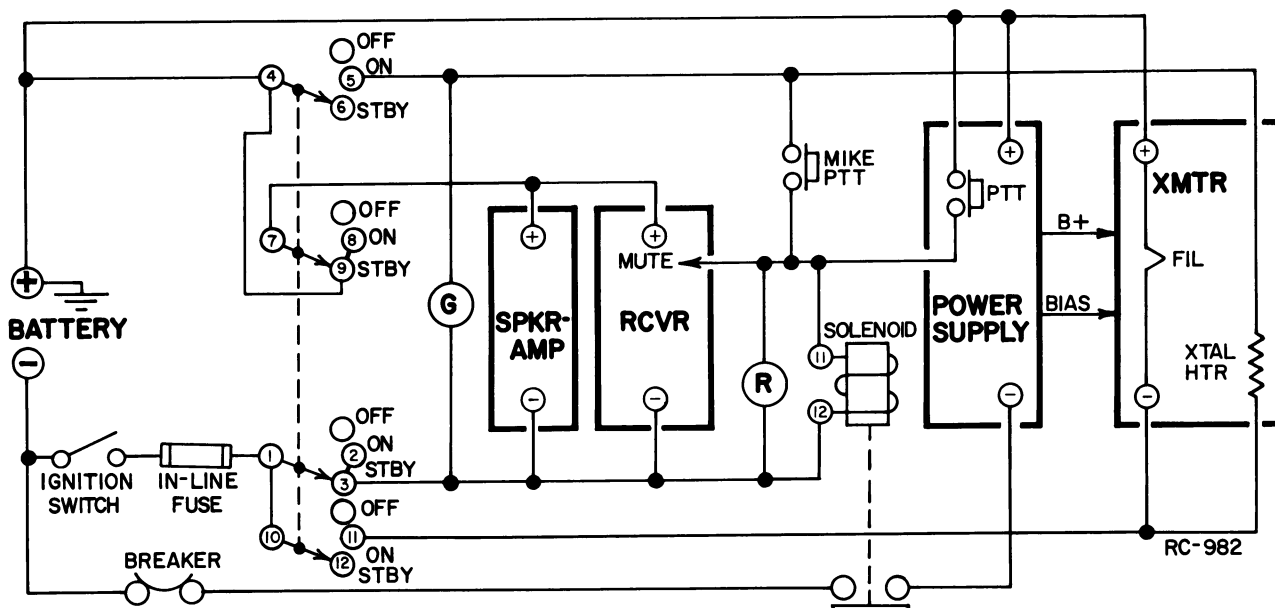 OFF
ON
4
5
6
STBY
MIKE
PTT
+
+
PTT
XMTR
7
OFF
8
ON
9
STBY
+
+
MUTE
B+
FIL
+
BATTERY
−
G
SPKR-
AMP
RCVR
R
SOLENOID
11
12
POWER
SUPPLY
BIAS
XTAL
HTR
−
−
−
−
OFF
1
2
ON
STBY
3
IGNITION
SWITCH
IN-LINE
FUSE
OFF
10
11
12
ON
STBY
BREAKER
RC-982